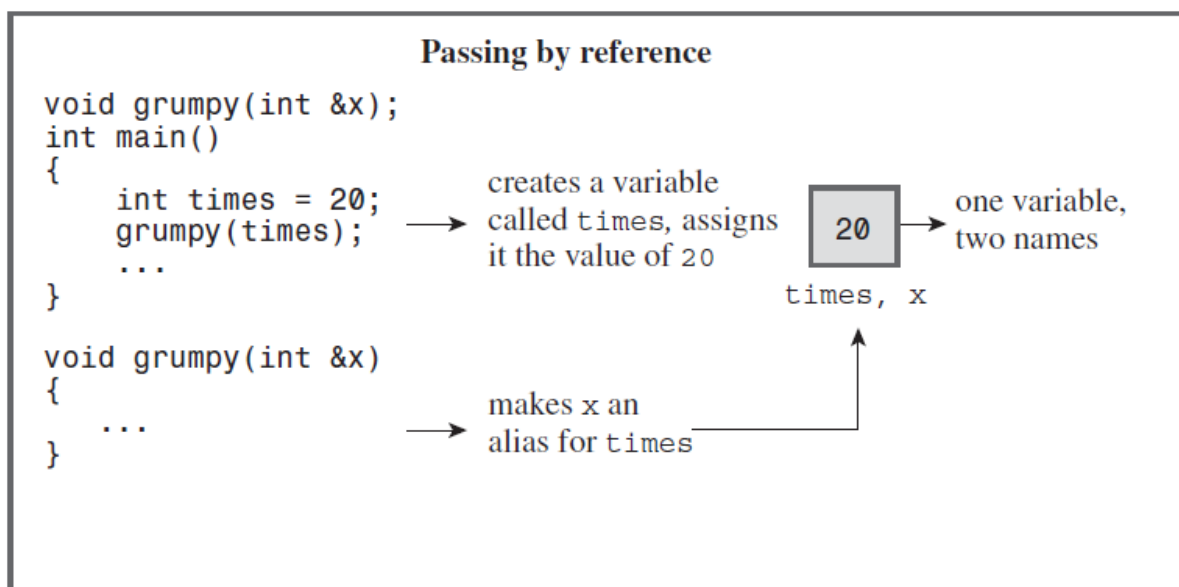 Passing by reference
void grumpy(int &x);
int main()
{
int times = 20;
grumpy(times);
...
}
creates a variable
called times, assigns
it the value of 20
20
times, x
one variable,
two names
void grumpy(int &x)
{
...
}
makes x an
alias for times